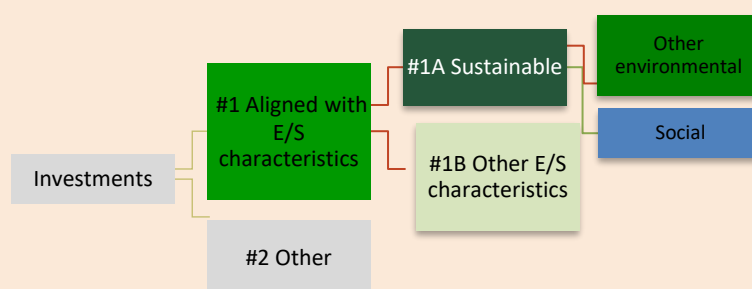 Investments
#1 Aligned with
E/S
characteristics
#2 Other
#1A Sustainable
#1B Other E/S
characteristics
Other
environmental
Social